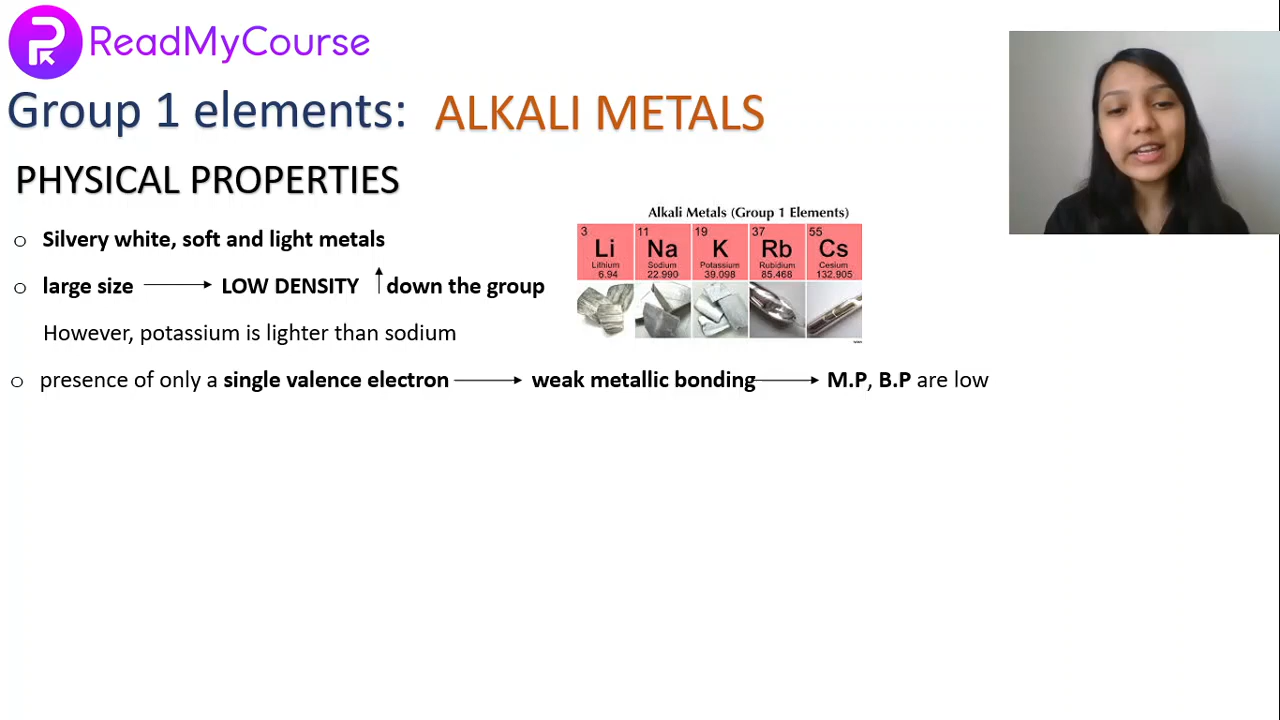 ReadMyCourse
Group 1 elements: ALKALI METALS
PHYSICAL PROPERTIES
Alkali Metals (Group 1 Elements)
3 11 19 37 55
Li Na K Rb Cs
Lithium Sodium Potassium Rubidium Cesium
6.94 22.990 39.098 85.468 132.905
o Silvery white, soft and light metals
o large size → LOW DENSITY ↑ down the group
However, potassium is lighter than sodium
o presence of only a single valence electron → weak metallic bonding → M.P, B.P are low